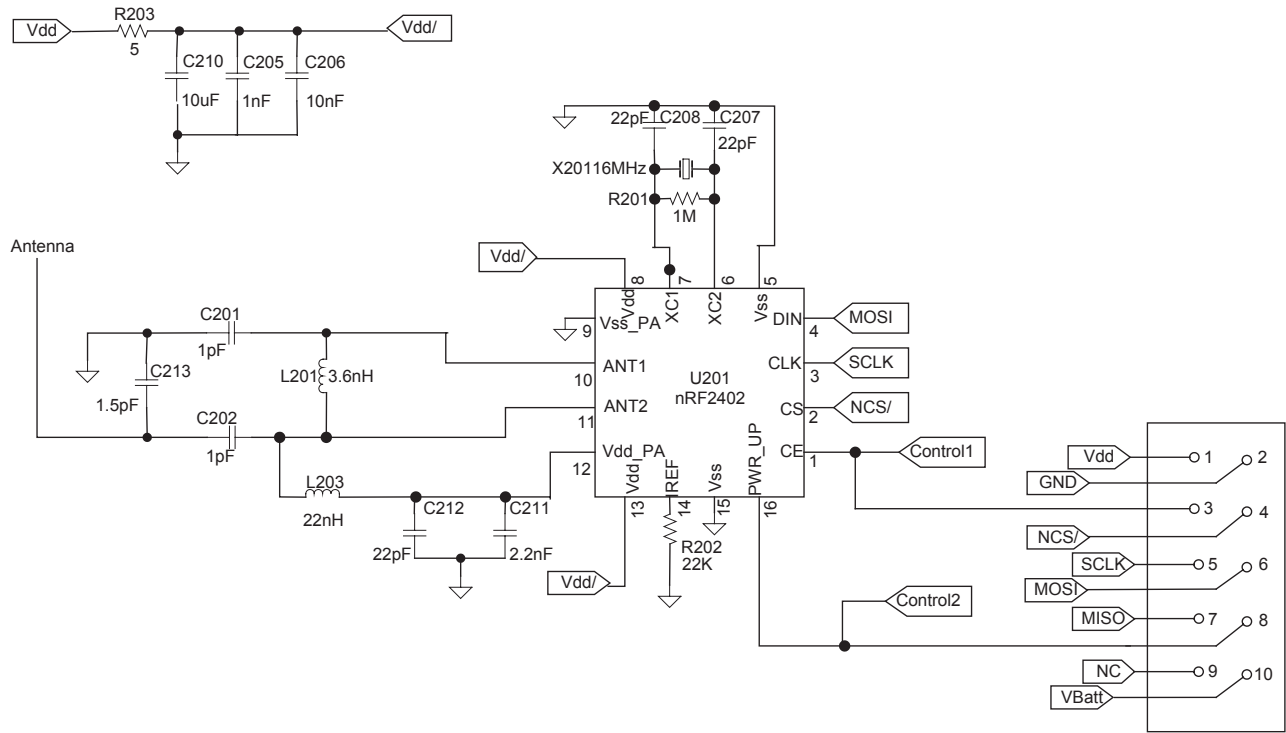 R203
Vdd
5
Vdd/
C210
C205
C206
10uF
1nF
10nF
22pF
C208
C207
22pF
X20116MHz
R201
1M
Antenna
Vdd/
8
7
6
5
Vdd
XC1
XC2
Vss
9
Vss_PA
DIN
4
MOSI
C201
1pF
ANT1
10
CLK
3
SCLK
C213
L201
3.6nH
U201
nRF2402
1.5pF
C202
1pF
ANT2
11
CS
2
NCS/
Vdd_PA
12
CE
1
Control1
Vdd
IREF
Vss
PWR_UP
13
14
15
16
L203
22nH
C212
C211
22pF
2.2nF
R202
22K
Vdd/
Control2
Vdd
1
2
GND
3
4
NCS/
SCLK
5
6
MOSI
MISO
7
8
NC
9
10
VBatt